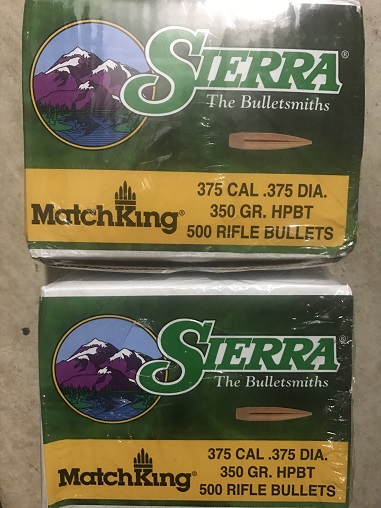 SIERRA®
The Bulletsmiths
375 CAL .375 DIA.
MatchKing® 350 GR. HPBT
500 RIFLE BULLETS
SIERRA®
The Bulletsmiths
375 CAL .375 DIA.
MatchKing® 350 GR. HPBT
500 RIFLE BULLETS